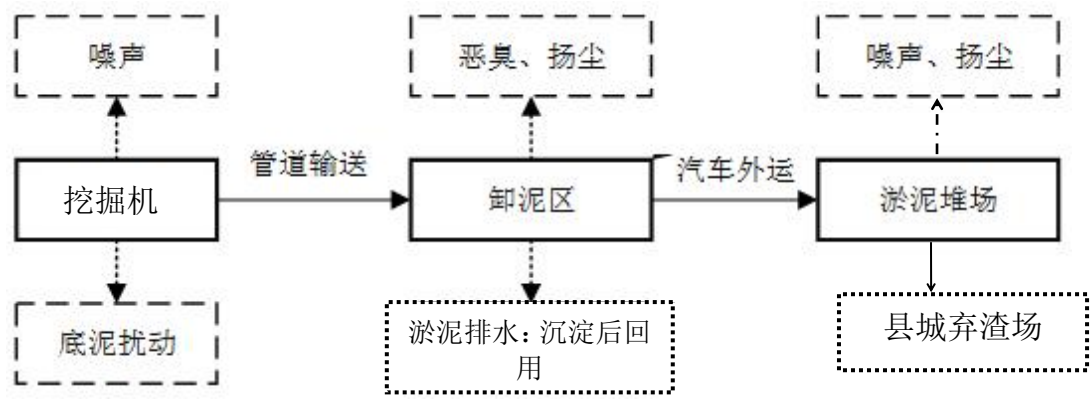 噪声
恶臭、扬尘
噪声、扬尘
挖掘机
管道输送
卸泥区
汽车外运
淤泥堆场
底泥扰动
淤泥排水：沉淀后回
用
县城弃渣场